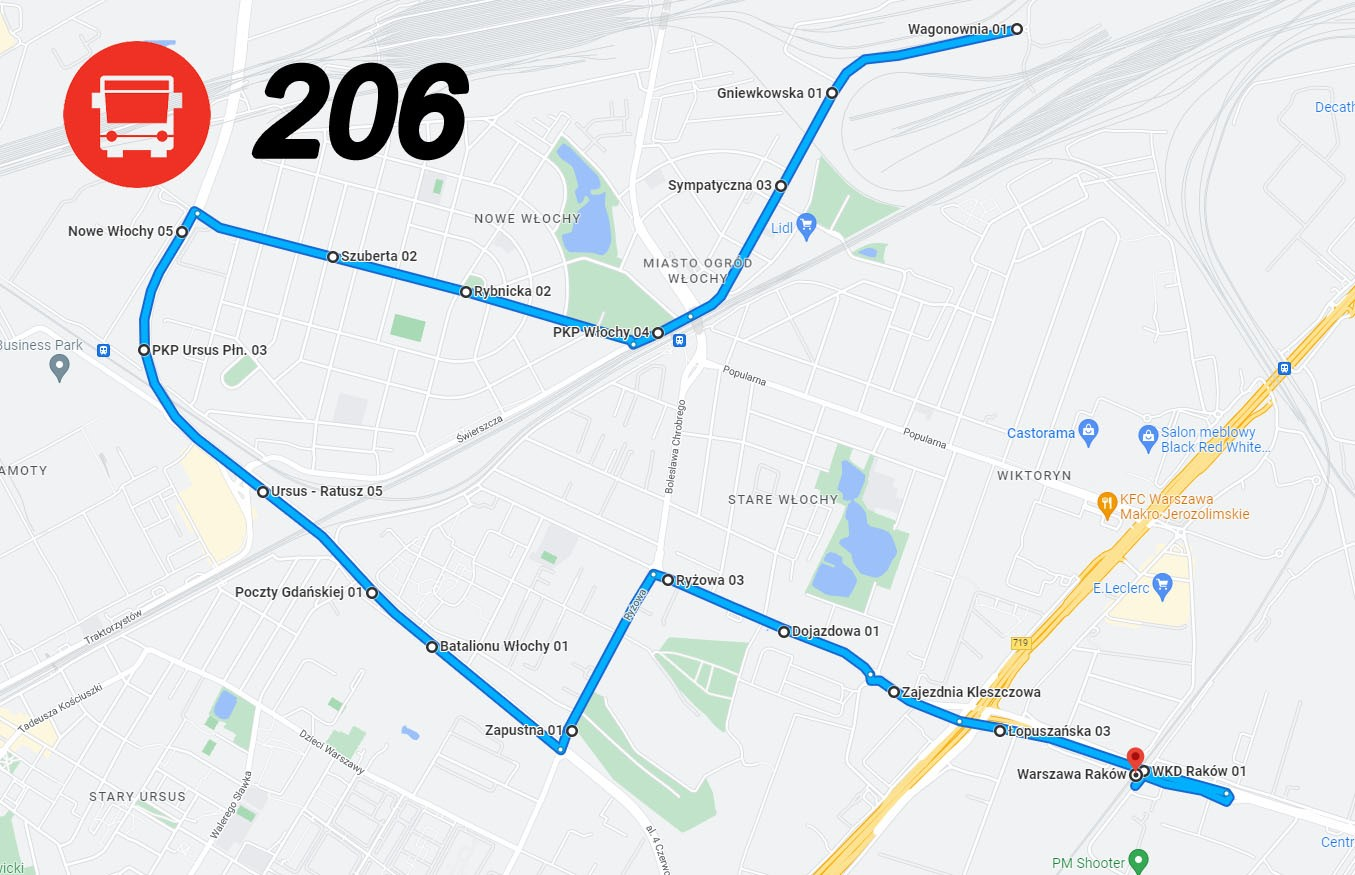 Wagonownia 01
206
Gniewkowska 01
Decath
Sympatyczna 03
NOWE WŁOCHY
Lidl
Nowe Włochy 05
Szuberta 02
MIASTO OGRÓD
WŁOCHY
Rybnicka 02
PKP Włochy 04
Business Park
PKP Ursus Płn. 03
Popularna
Świerszcza
Bolesława Chrobrego
Popularna
Castorama
Salon meblowy
Black Red White...
AMOTY
WIKTORYN
Ursus - Ratusz 05
STARE WŁOCHY
KFC Warszawa
Makro Jerozolimskie
Ryżowa 03
Poczty Gdańskiej 01
E.Leclerc
Ryżowa
Traktorzystów
Dojazdowa 01
Batalionu Włochy 01
719
Tadeusza Kościuszki
Zajezdnia Kleszczowa
Zapustna 01
Łopuszańska 03
Dzieci Warszawy
Warszawa Raków
WKD Raków 01
STARY URSUS
Walerego Sławka
al. 4 Czerwc
Centr
PM Shooter
wicki